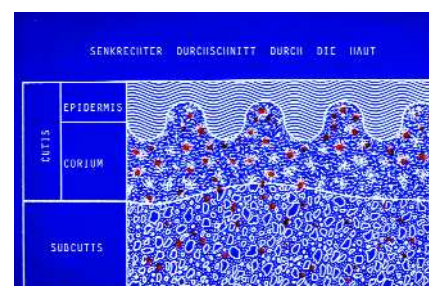 SENKRECHTER DURCHSCHNITT DURCH DIE HAUT
EPIDERMIS
CUTIS
CORIUM
SUBCUTIS